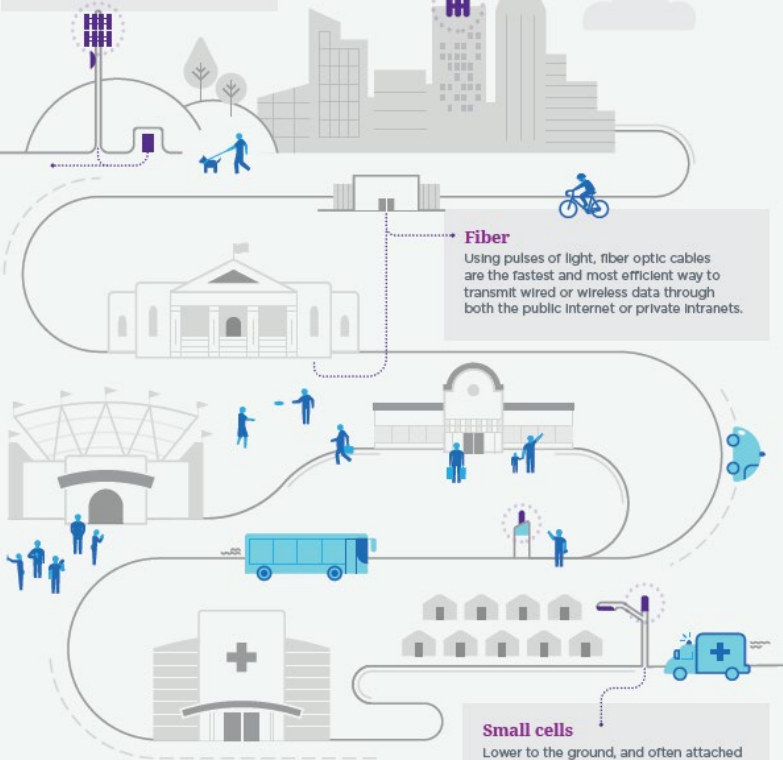 Fiber
Using pulses of light, fiber optic cables
are the fastest and most efficient way to
transmit wired or wireless data through
both the public Internet or private intranets.
Small cells
Lower to the ground, and often attached